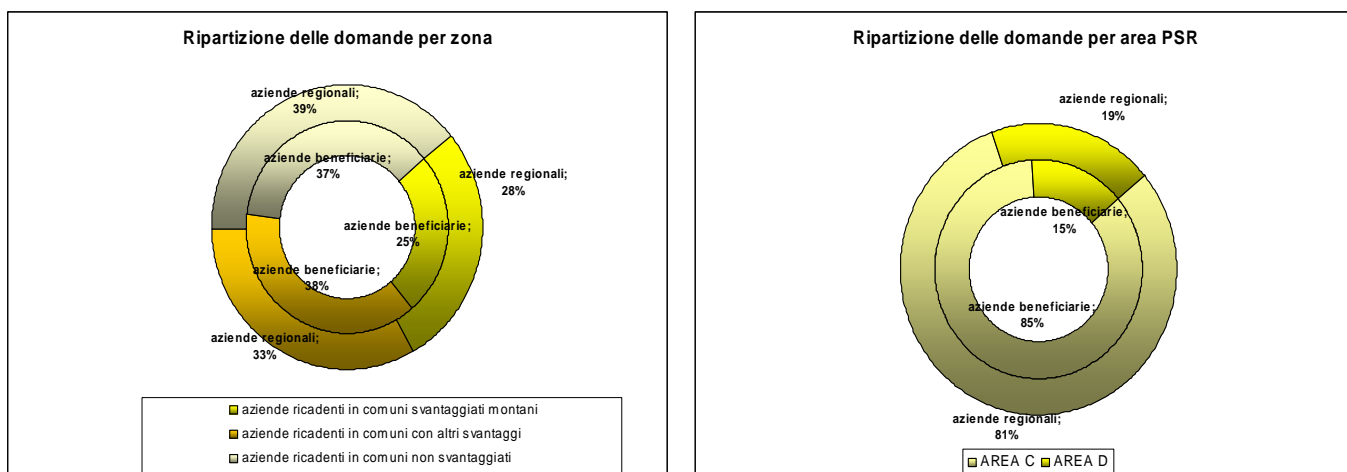 Ripartizione delle domande per zona
aziende regionali;
39%
aziende beneficiarie;
37%
aziende regionali;
28%
aziende beneficiarie;
25%
aziende beneficiarie;
38%
aziende regionali;
33%
aziende ricadenti in comuni svantaggiati montani
aziende ricadenti in comuni con altri svantaggi
aziende ricadenti in comuni non svantaggiati
Ripartizione delle domande per area PSR
aziende regionali;
19%
aziende beneficiarie;
15%
aziende beneficiarie;
85%
aziende regionali;
81%
AREA C AREA D